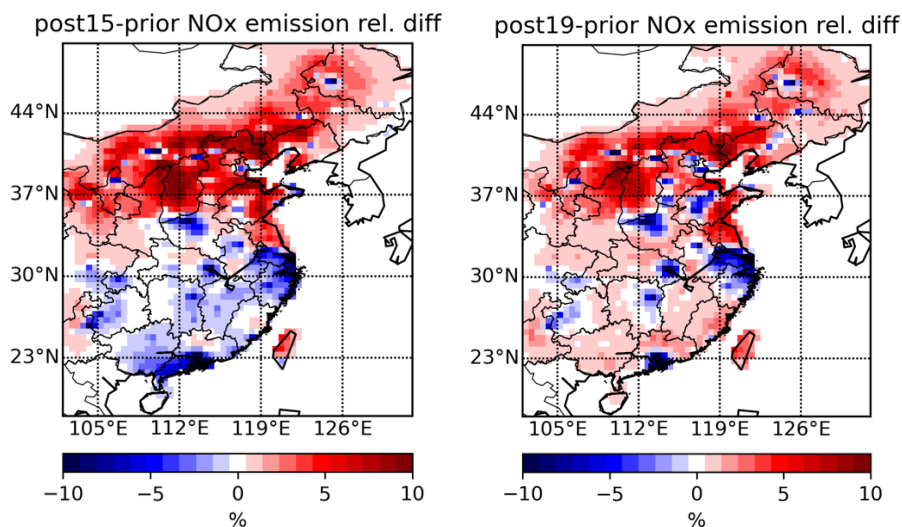 post15-prior NOx emission rel. diff
44°N
37°N
30°N
23°N
105°E 112°E 119°E 126°E
−10 −5 0 5 10
%
post19-prior NOx emission rel. diff
44°N
37°N
30°N
23°N
105°E 112°E 119°E 126°E
−10 −5 0 5 10
%